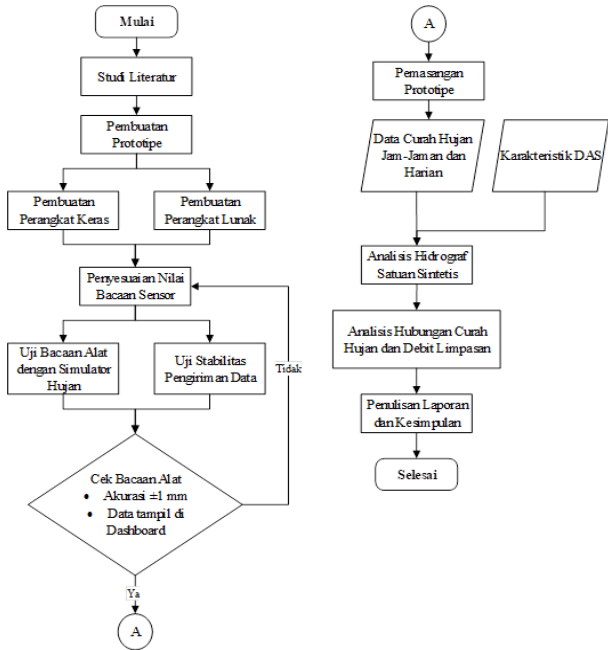 Mulai
Studi Literatur
Pembuatan
Prototipe
Pembuatan
Perangkat Keras
Pembuatan
Perangkat Lunak
Penyesuaian Nilai
Bacaan Sensor
Uji Bacaan Alat
dengan Simulator
Hujan
Uji Stabilitas
Pengiriman Data
Tidak
Cek Bacaan Alat
• Akurasi ±1 mm
• Data tampil di
Dashboard
Ya
A
A
Pemasangan
Prototipe
Data Curah Hujan
Jam-Jaman dan
Harian
Karakteristik DAS
Analisis Hidrograf
Satuan Sintetis
Analisis Hubungan Curah
Hujan dan Debit Limpasan
Penulisan Laporan
dan Kesimpulan
Selesai